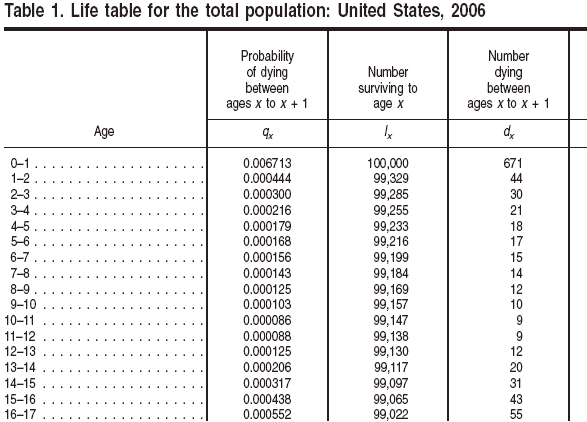 Table 1. Life table for the total population: United States, 2006
Probability
of dying
between
ages x to x + 1
Number
surviving to
age x
Number
dying
between
ages x to x + 1
Age
qx
lx
dx
0–1 . . . . . . . . . . . . . . . . . . . . 0.006713 100,000 671
1–2 . . . . . . . . . . . . . . . . . . . . 0.000444 99,329 44
2–3 . . . . . . . . . . . . . . . . . . . . 0.000300 99,285 30
3–4 . . . . . . . . . . . . . . . . . . . . 0.000216 99,255 21
4–5 . . . . . . . . . . . . . . . . . . . . 0.000179 99,233 18
5–6 . . . . . . . . . . . . . . . . . . . . 0.000168 99,216 17
6–7 . . . . . . . . . . . . . . . . . . . . 0.000156 99,199 15
7–8 . . . . . . . . . . . . . . . . . . . . 0.000143 99,184 14
8–9 . . . . . . . . . . . . . . . . . . . . 0.000125 99,169 12
9–10 . . . . . . . . . . . . . . . . . . . 0.000103 99,157 10
10–11 . . . . . . . . . . . . . . . . . . . 0.000086 99,147 9
11–12 . . . . . . . . . . . . . . . . . . . 0.000088 99,138 9
12–13 . . . . . . . . . . . . . . . . . . . 0.000125 99,130 12
13–14 . . . . . . . . . . . . . . . . . . . 0.000206 99,117 20
14–15 . . . . . . . . . . . . . . . . . . . 0.000317 99,097 31
15–16 . . . . . . . . . . . . . . . . . . . 0.000438 99,065 43
16–17 . . . . . . . . . . . . . . . . . . . 0.000552 99,022 55